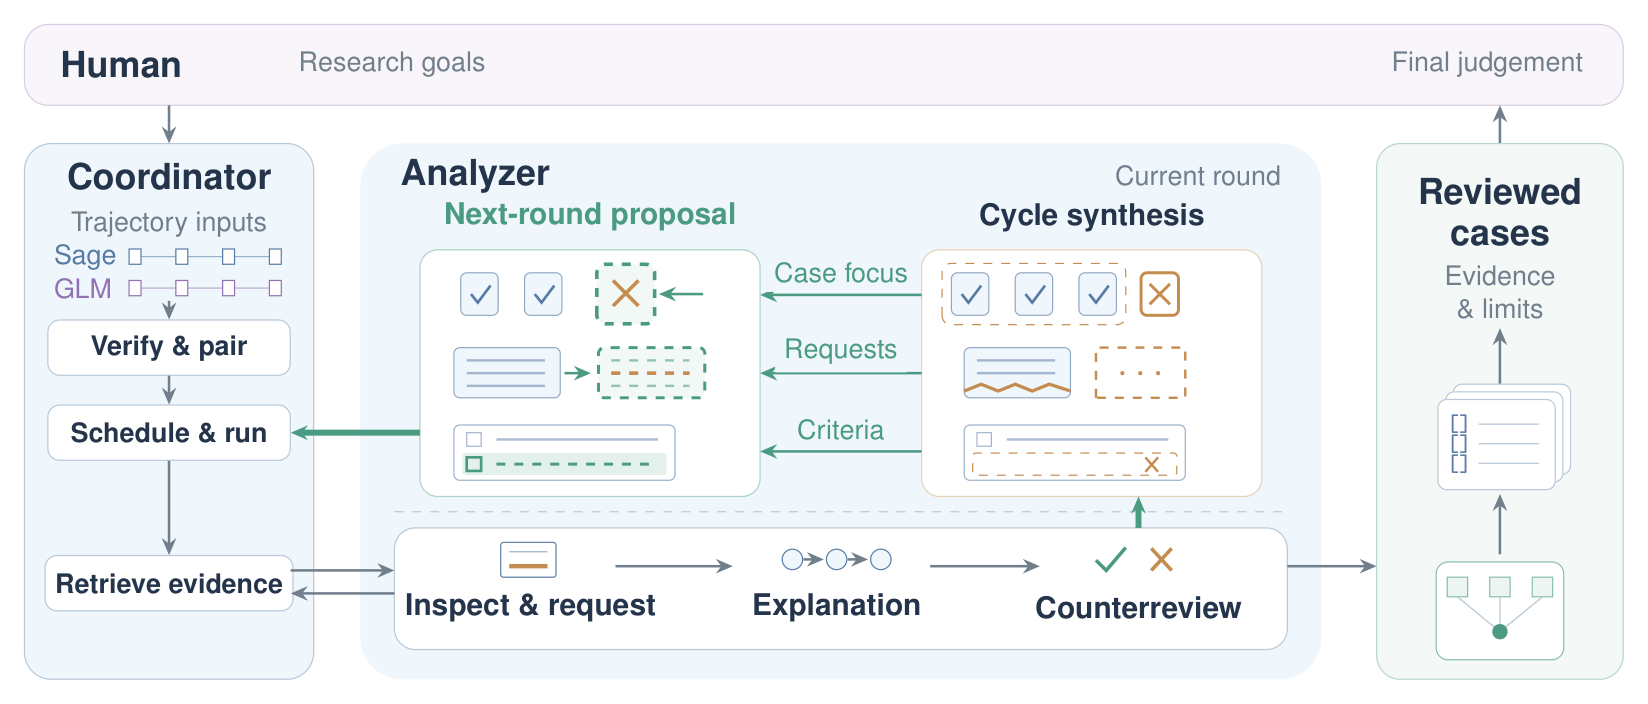 Human
Research goals
Final judgement
Coordinator
Trajectory inputs
Sage
GLM
Verify & pair
Schedule & run
Retrieve evidence
Analyzer
Current round
Next-round proposal
Cycle synthesis
Case focus
Requests
Criteria
Inspect & request
Explanation
Counterreview
Reviewed
cases
Evidence
& limits